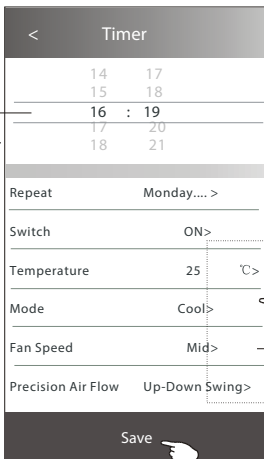 < Timer
14 17
15 18
16 : 19
17 20
18 21
Repeat Monday.... >
Switch ON>
Temperature 25 ℃>
Mode Cool>
Fan Speed Mid>
Precision Air Flow Up-Down Swing>
Save